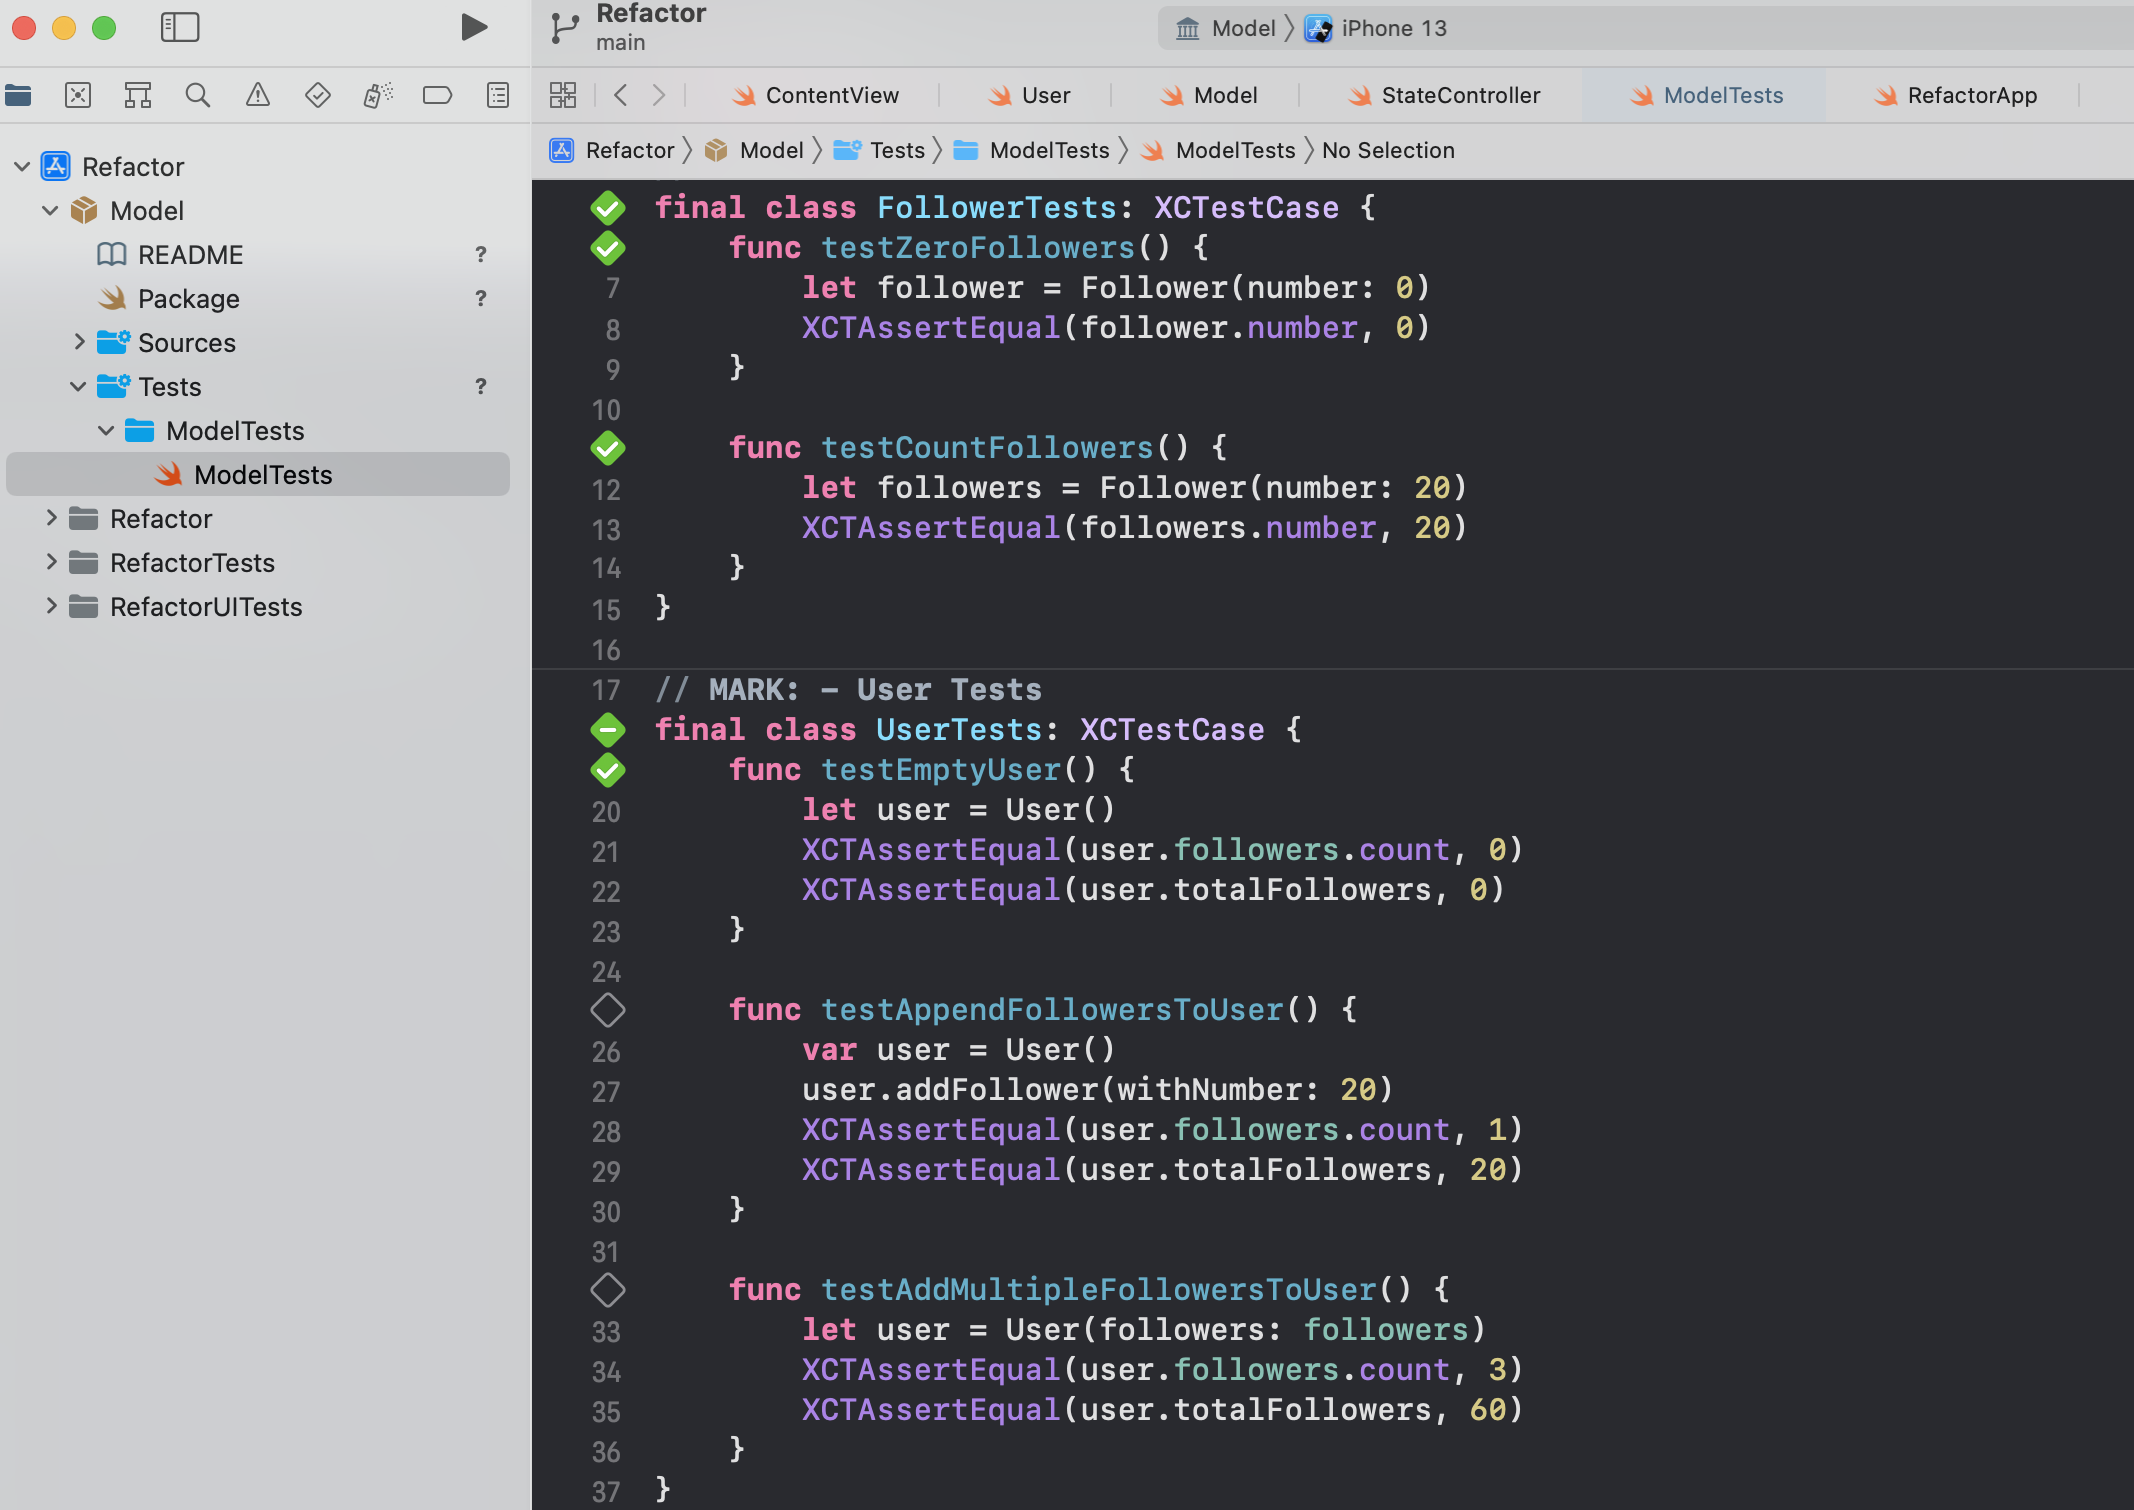 Refactor
main
Model
iPhone 13
ContentView
User
Model
StateController
ModelTests
RefactorApp
Refactor
Model
Tests
ModelTests
ModelTests
No Selection
Refactor
Model
README ?
Package ?
Sources
Tests ?
ModelTests
ModelTests
Refactor
RefactorTests
RefactorUITests
final class FollowerTests: XCTestCase {
func testZeroFollowers() {
7 let follower = Follower(number: 0)
8 XCTAssertEqual(follower.number, 0)
9 }
10
func testCountFollowers() {
12 let followers = Follower(number: 20)
13 XCTAssertEqual(followers.number, 20)
14 }
15 }
16
17 // MARK: - User Tests
final class UserTests: XCTestCase {
func testEmptyUser() {
20 let user = User()
21 XCTAssertEqual(user.followers.count, 0)
22 XCTAssertEqual(user.totalFollowers, 0)
23 }
24
func testAppendFollowersToUser() {
26 var user = User()
27 user.addFollower(withNumber: 20)
28 XCTAssertEqual(user.followers.count, 1)
29 XCTAssertEqual(user.totalFollowers, 20)
30 }
31
func testAddMultipleFollowersToUser() {
33 let user = User(followers: followers)
34 XCTAssertEqual(user.followers.count, 3)
35 XCTAssertEqual(user.totalFollowers, 60)
36 }
37 }